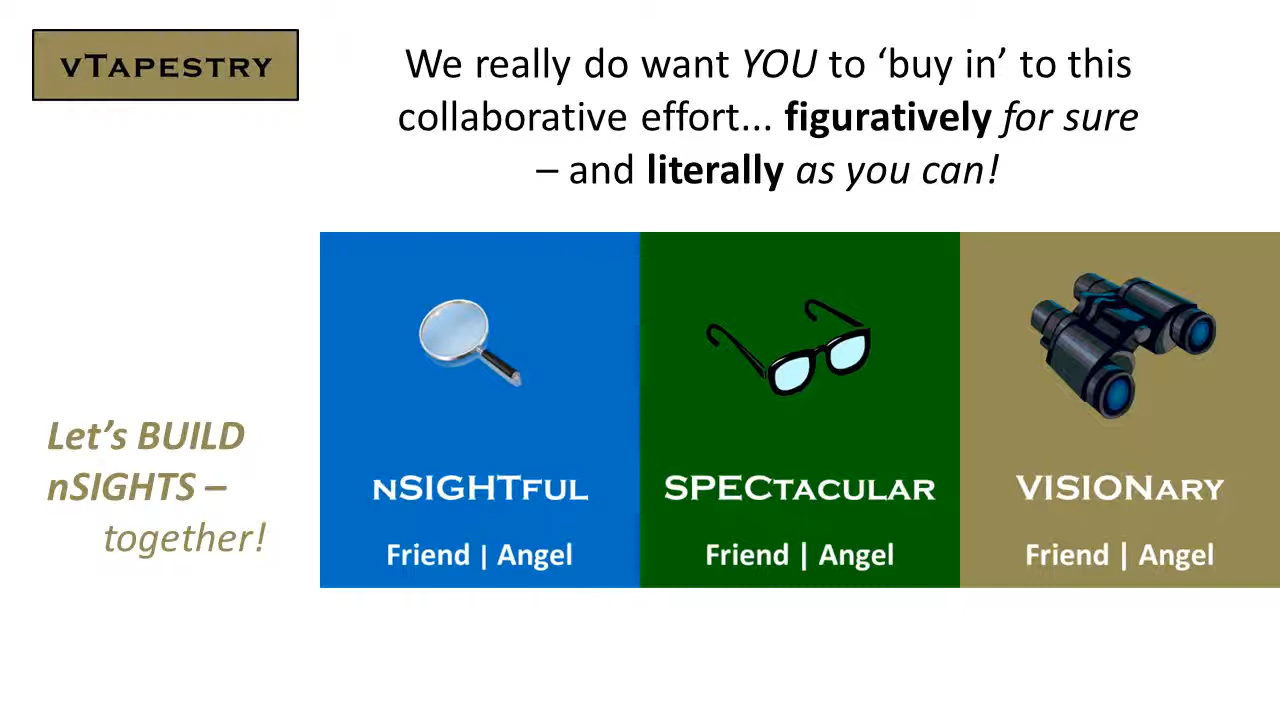 vTapestry
We really do want YOU to ‘buy in’ to this
collaborative effort... figuratively for sure
– and literally as you can!
Let’s BUILD
nSIGHTS –
together!
nSIGHTful
SPECtacular
VISIONary
Friend | Angel
Friend | Angel
Friend | Angel